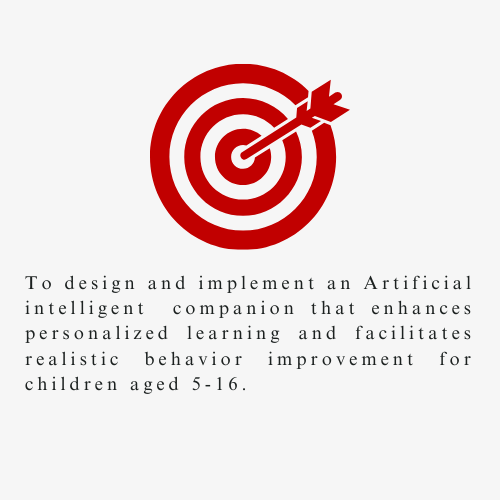 To design and implement an Artificial
intelligent companion that enhances
personalized learning and facilitates
realistic behavior improvement for
children aged 5-16.